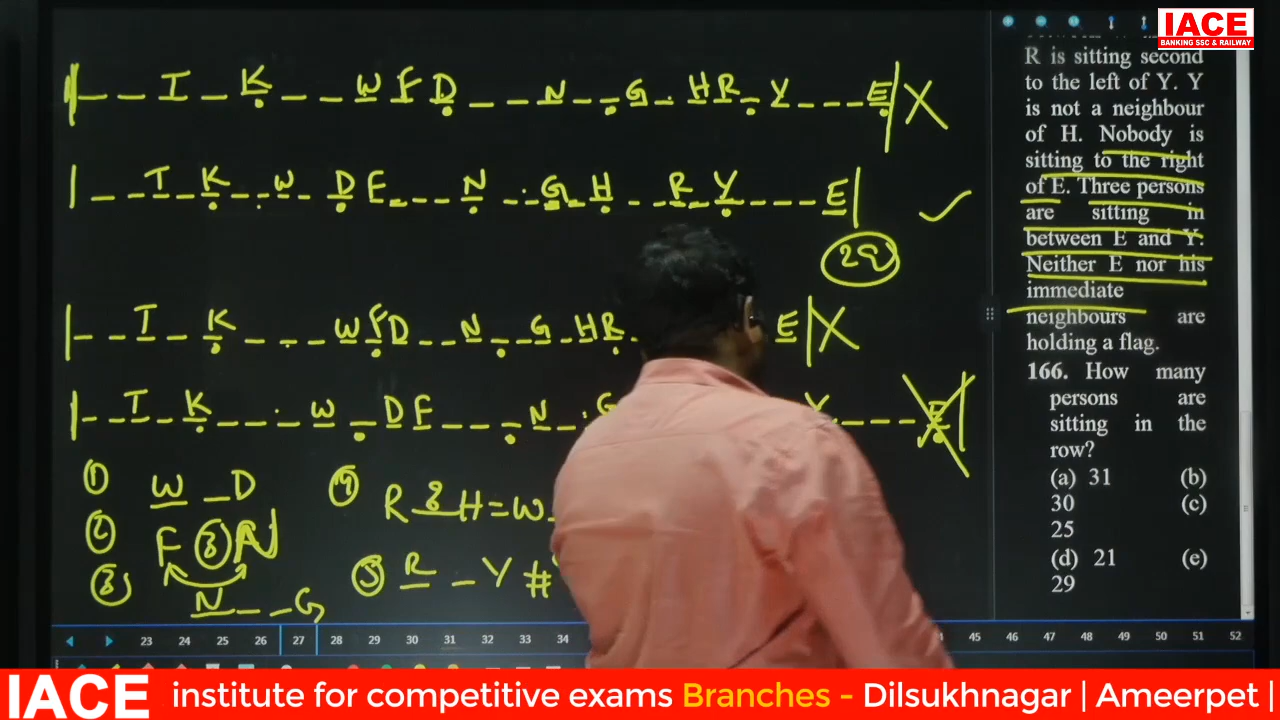 IACE
BANKING SSC & RAILWAY
R is sitting second
to the left of Y. Y
is not a neighbour
of H. Nobody is
sitting to the right
of E. Three persons
are sitting in
between E and Y.
Neither E nor his
immediate
neighbours are
holding a flag.
166. How many
persons are
sitting in the
row?
(a) 31 (b)
30 (c)
25
(d) 21 (e)
29
|_ _ I _ K _ _ W F D _ _ N _ _ G _ H R _ Y _ _ _ E| X
|_ _ I _ K _ _ W _ D F _ _ _ N _ _ G _ H _ _ R _ Y _ _ _ E| ✓
29
|_ _ I _ K _ _ _ W F D _ _ N _ G _ H R E| X
|_ _ I _ K _ _ _ W _ D F _ _ _ N _ G Y _ _ _ E|
① W _ D
② F ⑧ N
③ N _ _ G
④ R 8 H = W
⑤ R _ Y #
23 24 25 26 27 28 29 30 31 32 33 34 45 46 47 48 49 50 51 52
IACE institute for competitive exams Branches - Dilsukhnagar | Ameerpet |